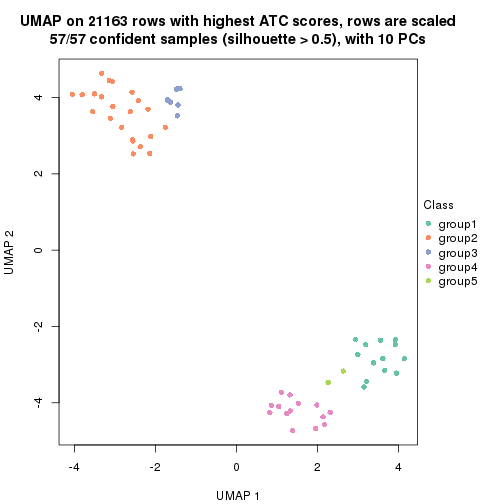 UMAP on 21163 rows with highest ATC scores, rows are scaled
57/57 confident samples (silhouette > 0.5), with 10 PCs
4
2
0
-2
-4
UMAP 2
-4
-2
0
2
4
UMAP 1
Class
group1
group2
group3
group4
group5